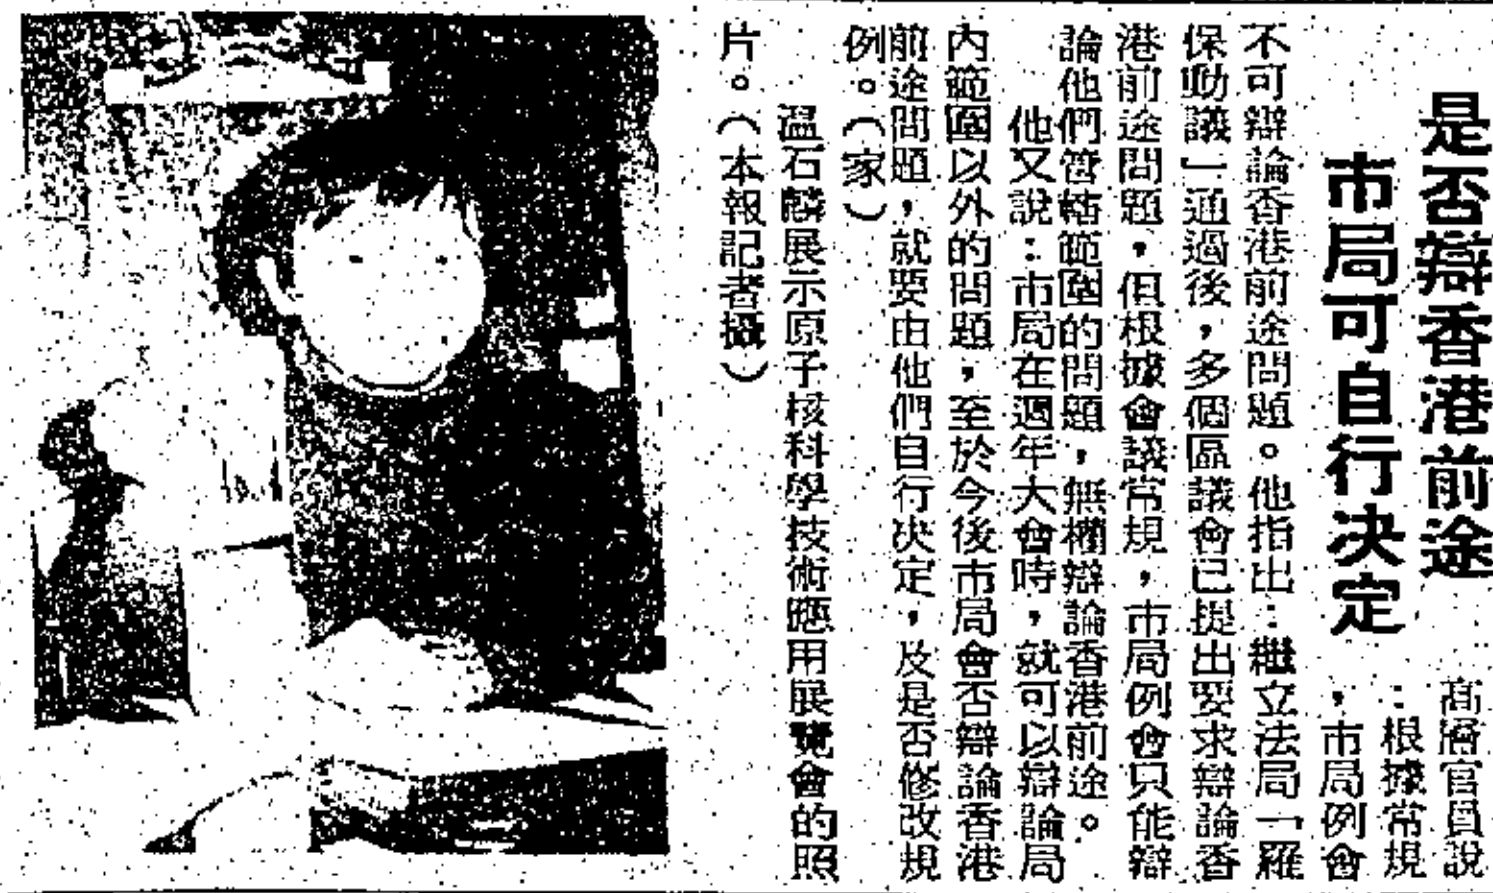 是否辯香港前途
市局可自行决定
高層官員說
：根據常規
，市局例會
不可辯論香港前途問題。他指出：繼立法局「羅
保動議」通過後，多個區議會已提出要求辯論香
港前途問題，但根據會議常規，市局例會只能辯
論他們管轄範圍的問題，無權辯論香港前途。
他又說：市局在週年大會時，就可以辯論局
內範圍以外的問題，至於今後市局會否辯論香港
前途問題，就要由他們自行决定，及是否修改規
例。（家）
溫石麟展示原子核科學技術應用展覽會的照
片。（本報記者攝）